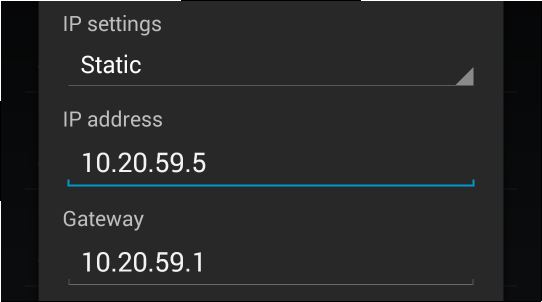 IP settings
Static
IP address
10.20.59.5
Gateway
10.20.59.1